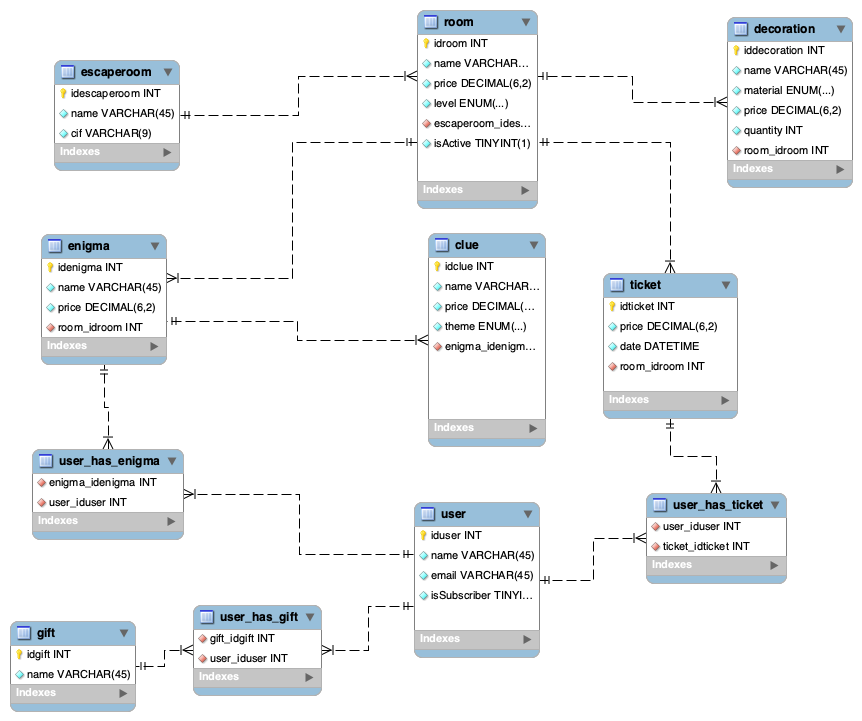 escaperoom
idescaperoom INT
name VARCHAR(45)
cif VARCHAR(9)
Indexes
room
idroom INT
name VARCHAR...
price DECIMAL(6,2)
level ENUM(...)
escaperoom_ides...
isActive TINYINT(1)
Indexes
decoration
iddecoration INT
name VARCHAR(45)
material ENUM(...)
price DECIMAL(6,2)
quantity INT
room_idroom INT
Indexes
enigma
idenigma INT
name VARCHAR(45)
price DECIMAL(6,2)
room_idroom INT
Indexes
clue
idclue INT
name VARCHAR...
price DECIMAL(...
theme ENUM(...)
enigma_idenigm...
Indexes
ticket
idticket INT
price DECIMAL(6,2)
date DATETIME
room_idroom INT
Indexes
user_has_enigma
enigma_idenigma INT
user_iduser INT
Indexes
user
iduser INT
name VARCHAR(45)
email VARCHAR(45)
isSubscriber TINYI...
Indexes
user_has_ticket
user_iduser INT
ticket_idticket INT
Indexes
gift
idgift INT
name VARCHAR(45)
Indexes
user_has_gift
gift_idgift INT
user_iduser INT
Indexes